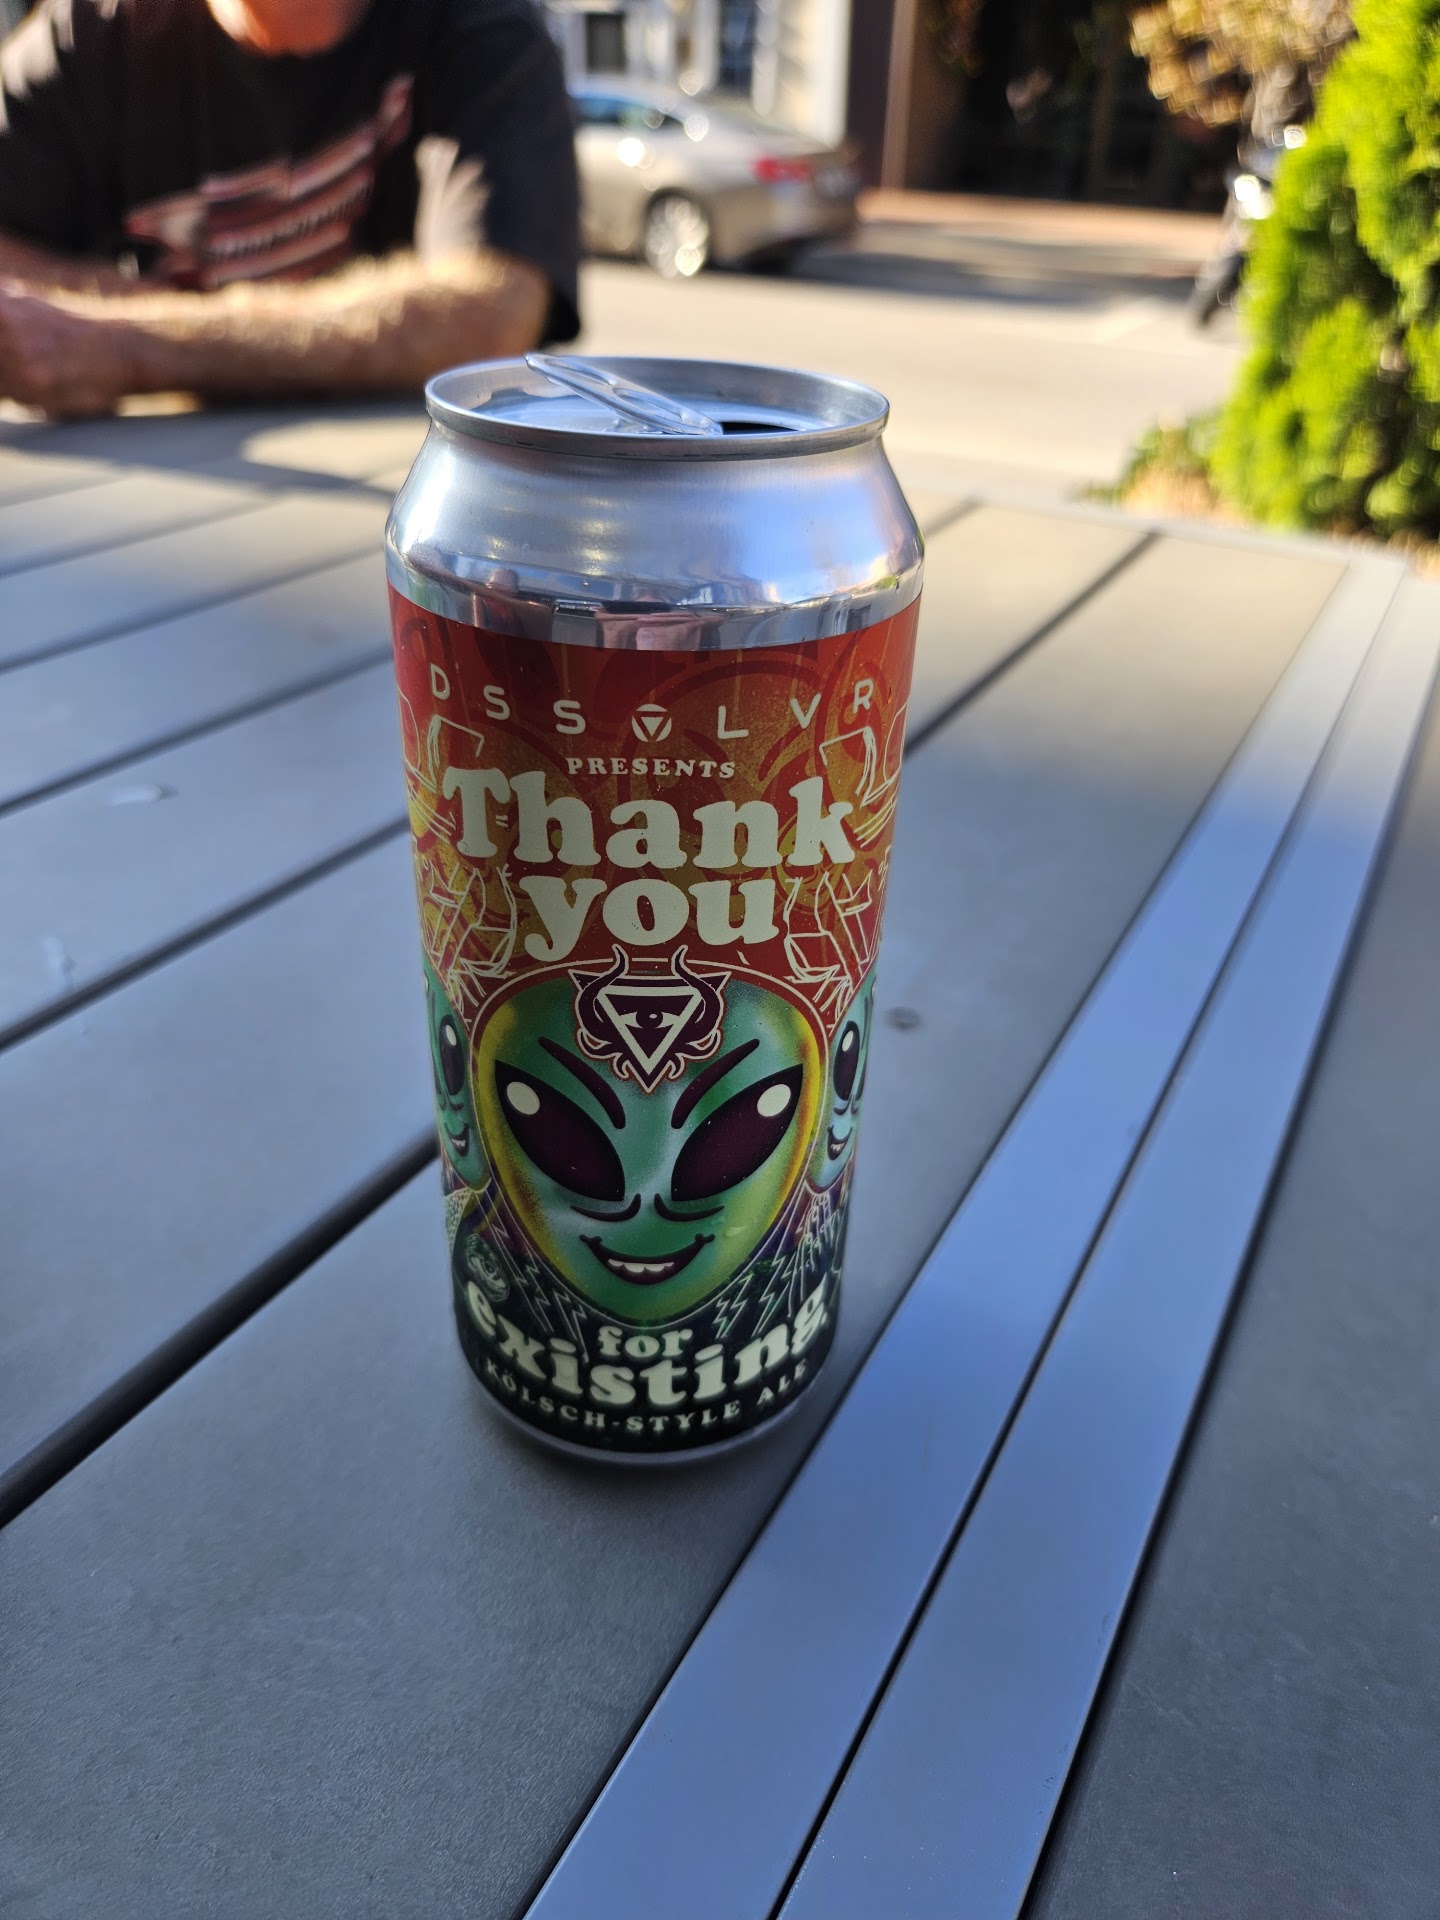 DSSOLVR
PRESENTS
Thank
you
for
existing
KÖLSCH-STYLE ALE